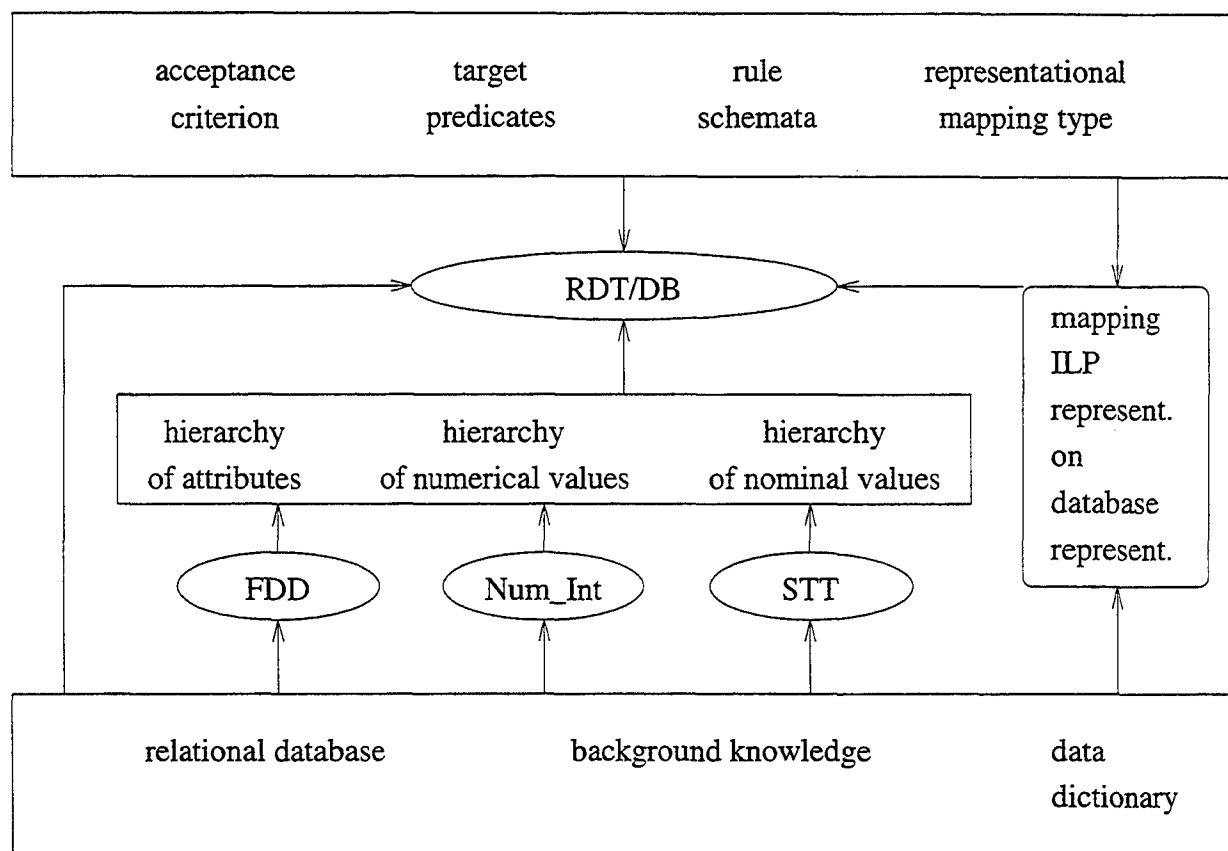 acceptance target rule representational
criterion predicates schemata mapping type
RDT/DB
mapping
ILP
represent.
on
database
represent.
hierarchy hierarchy hierarchy
of attributes of numerical values of nominal values
FDD Num_Int STT
relational database background knowledge data
dictionary